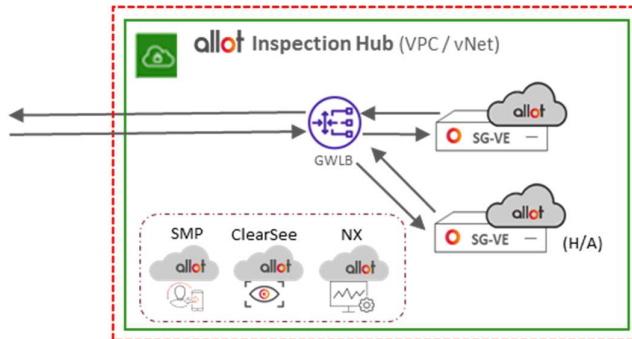 allot Inspection Hub (VPC / vNet)
allot
SG-VE
GWLB
allot
SG-VE
(H/A)
SMP ClearSee NX
allot allot allot